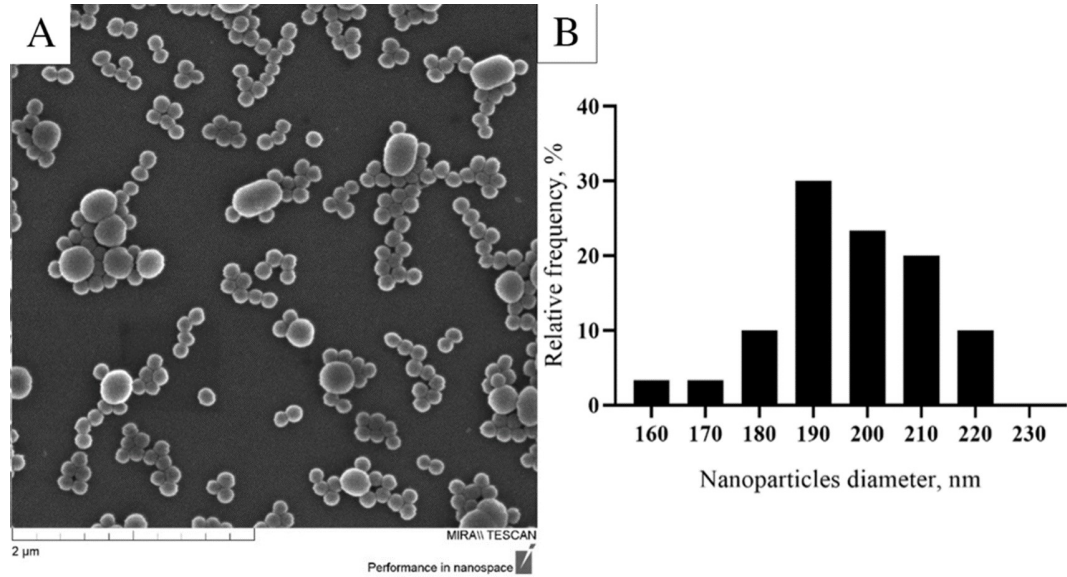 A
2 µm
MIRA\\ TESCAN
Performance in nanospace
B
Relative frequency, %
40
30
20
10
0
160 170 180 190 200 210 220 230
Nanoparticles diameter, nm